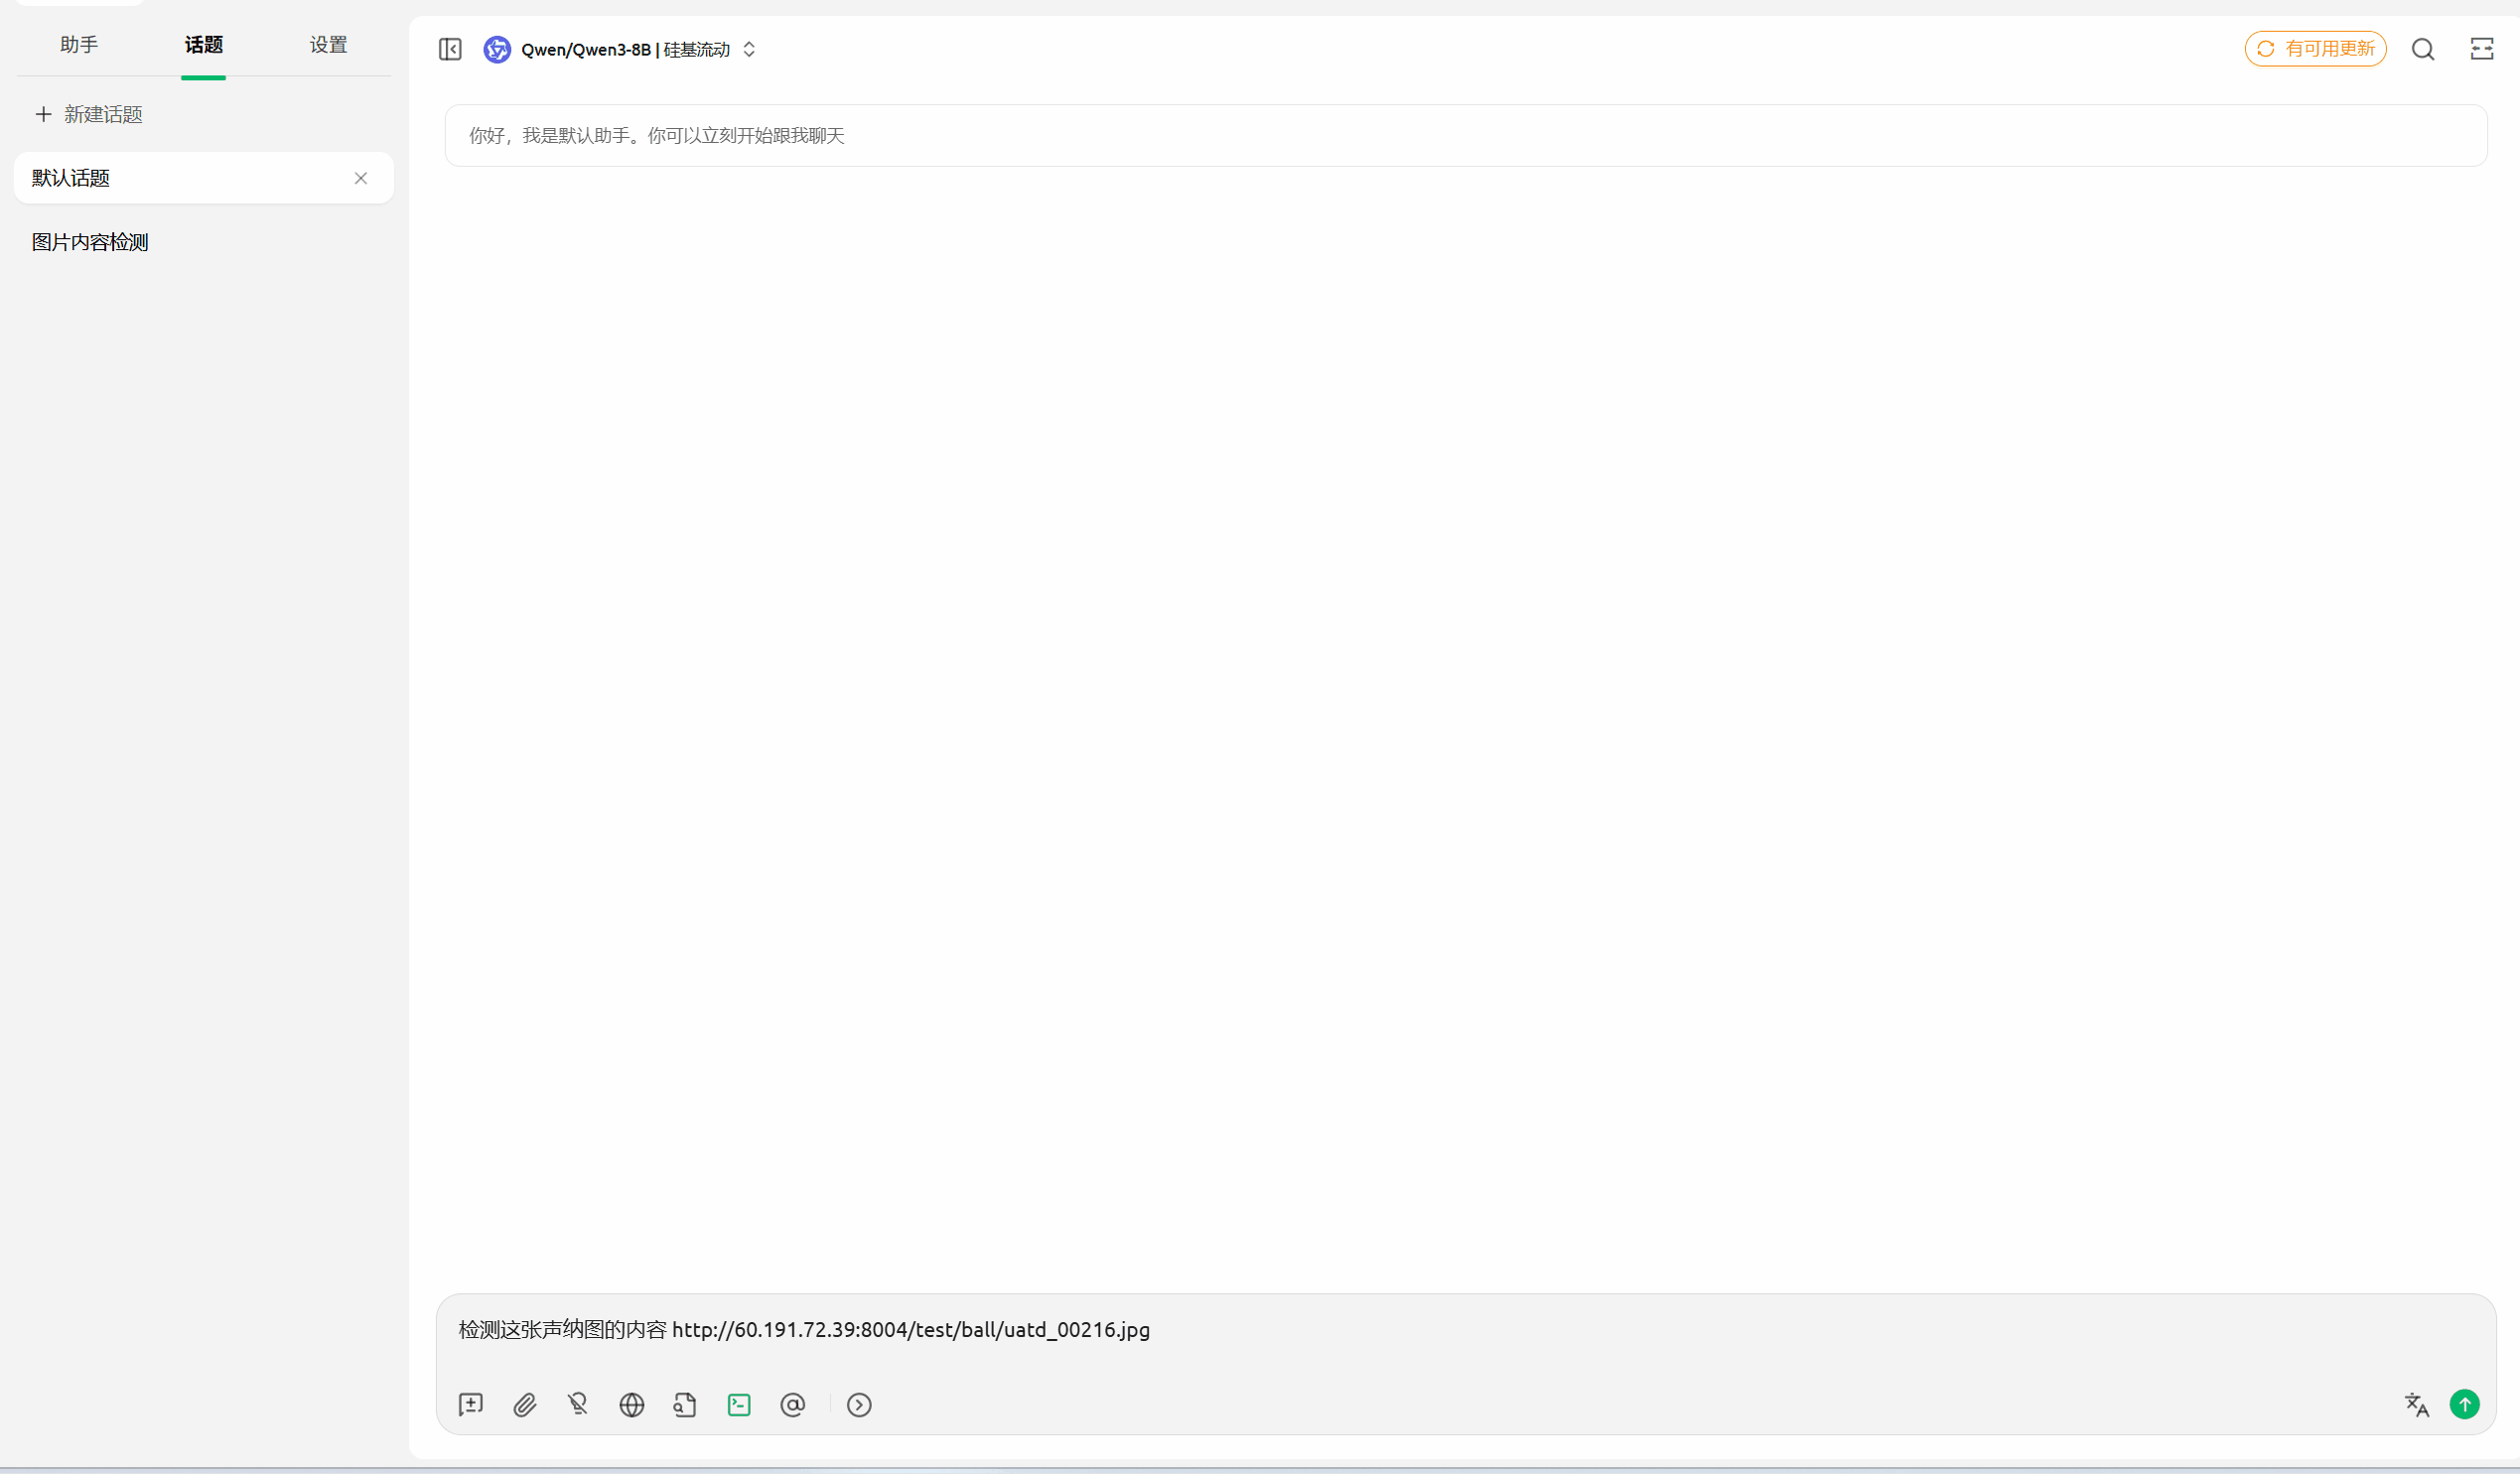 助手 话题 设置
新建话题
默认话题
图片内容检测
Qwen/Qwen3-8B | 硅基流动
有可用更新
你好，我是默认助手。你可以立刻开始跟我聊天
检测这张声纳图的内容 http://60.191.72.39:8004/test/ball/uatd_00216.jpg